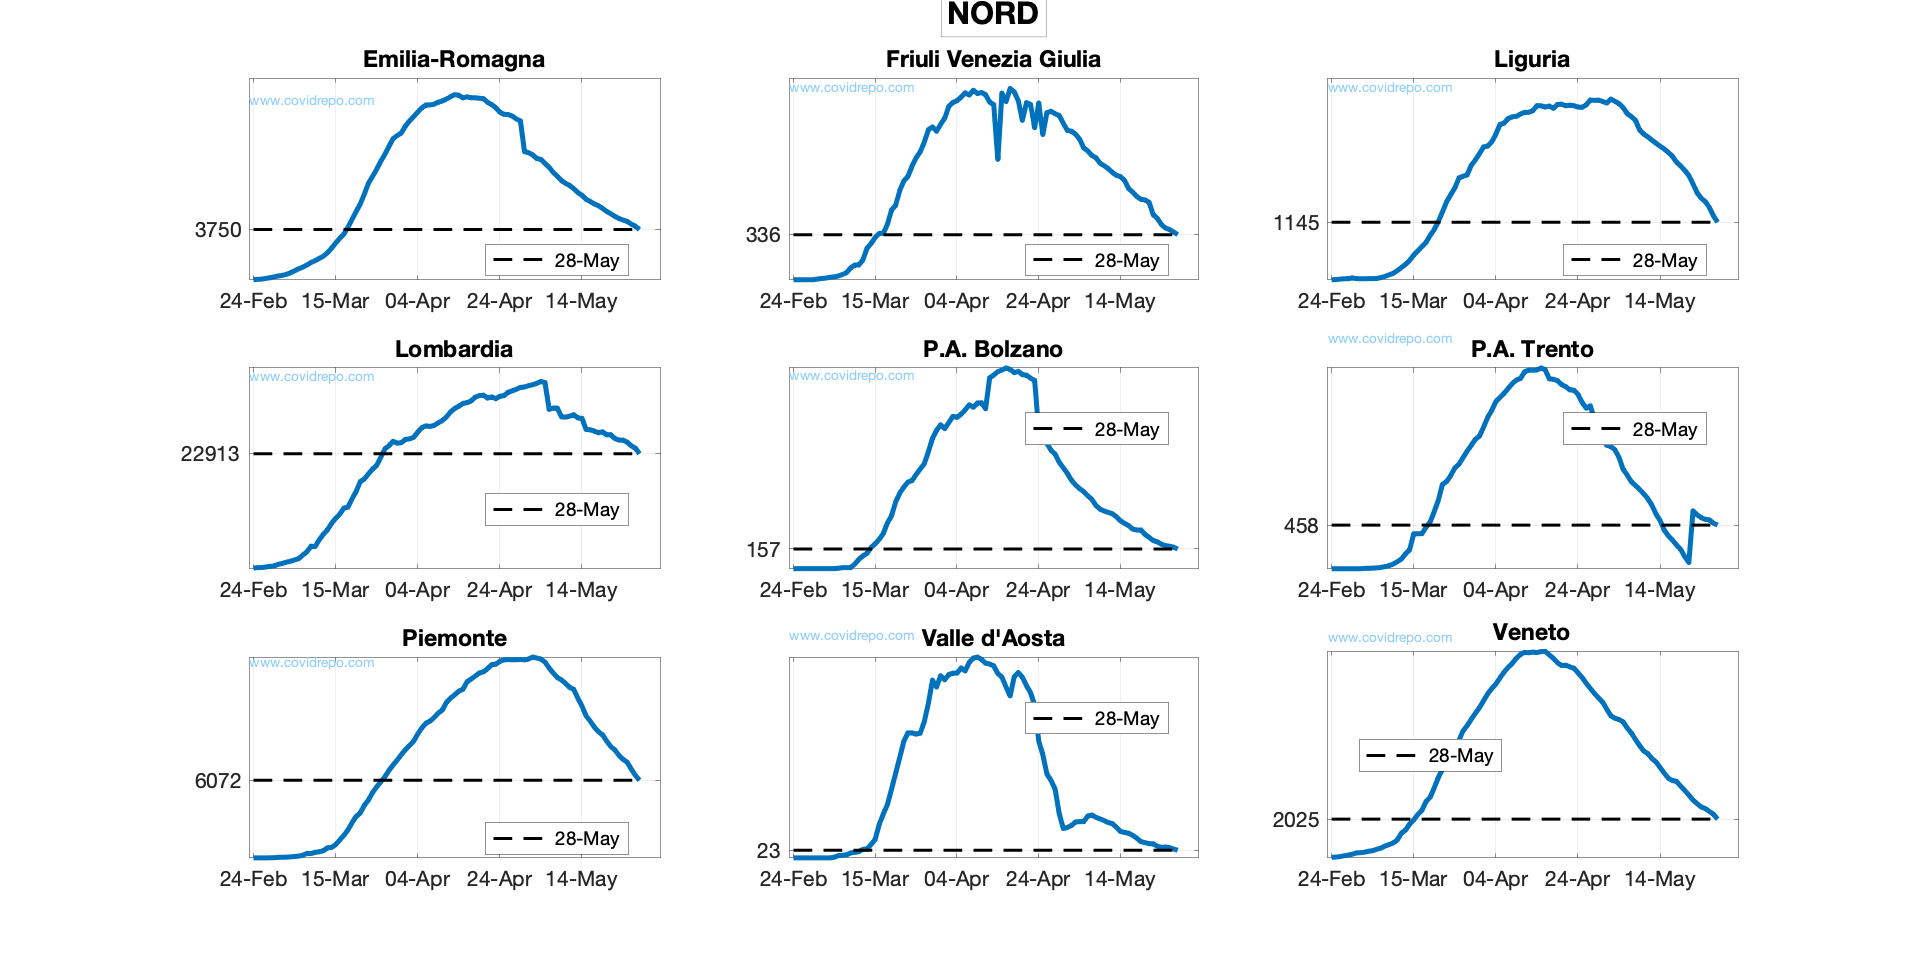 NORD
Emilia-Romagna
www.covidrepo.com
3750
28-May
24-Feb 15-Mar 04-Apr 24-Apr 14-May
Friuli Venezia Giulia
www.covidrepo.com
336
28-May
24-Feb 15-Mar 04-Apr 24-Apr 14-May
Liguria
www.covidrepo.com
1145
28-May
24-Feb 15-Mar 04-Apr 24-Apr 14-May
Lombardia
www.covidrepo.com
22913
28-May
24-Feb 15-Mar 04-Apr 24-Apr 14-May
P.A. Bolzano
www.covidrepo.com
28-May
157
24-Feb 15-Mar 04-Apr 24-Apr 14-May
www.covidrepo.com
P.A. Trento
28-May
458
24-Feb 15-Mar 04-Apr 24-Apr 14-May
Piemonte
www.covidrepo.com
6072
28-May
24-Feb 15-Mar 04-Apr 24-Apr 14-May
www.covidrepo.com
Valle d'Aosta
28-May
23
24-Feb 15-Mar 04-Apr 24-Apr 14-May
www.covidrepo.com
Veneto
28-May
2025
24-Feb 15-Mar 04-Apr 24-Apr 14-May